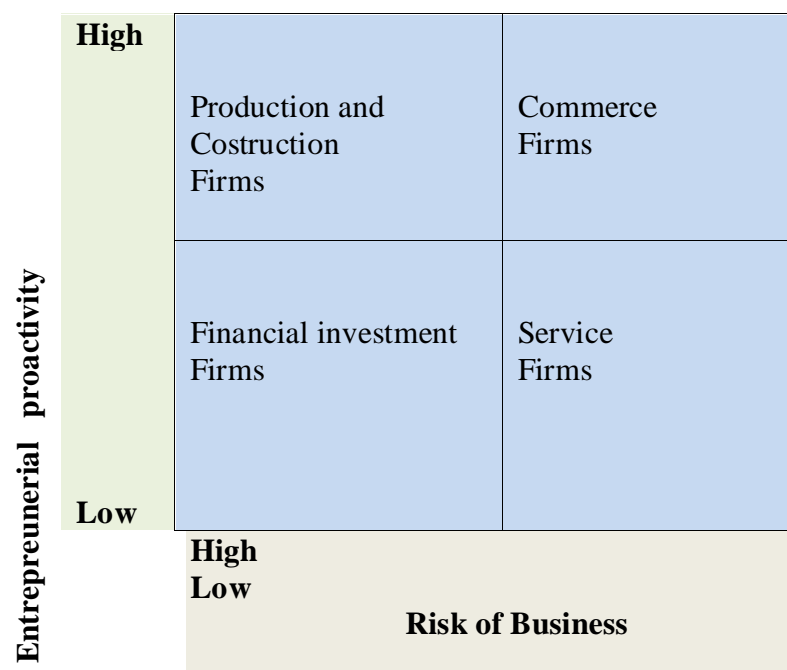 High
Production and
Costruction
Firms
Commerce
Firms
Financial investment
Firms
Service
Firms
Low
Entrepreunerial proactivity
High
Low
Risk of Business